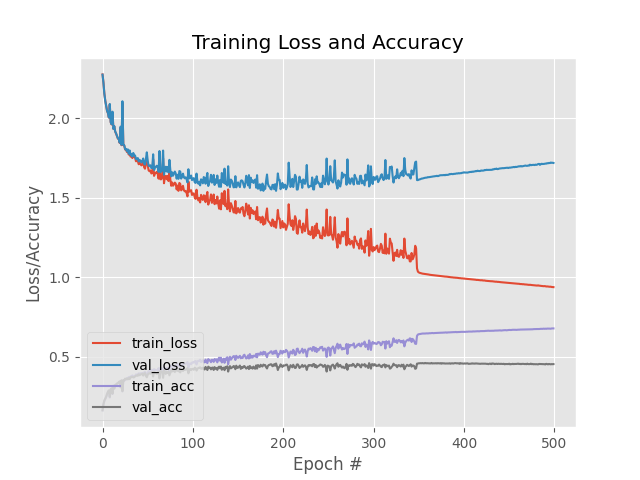 Training Loss and Accuracy
Loss/Accuracy
2.0
1.5
1.0
0.5
train_loss
val_loss
train_acc
val_acc
0
100
200
300
400
500
Epoch #